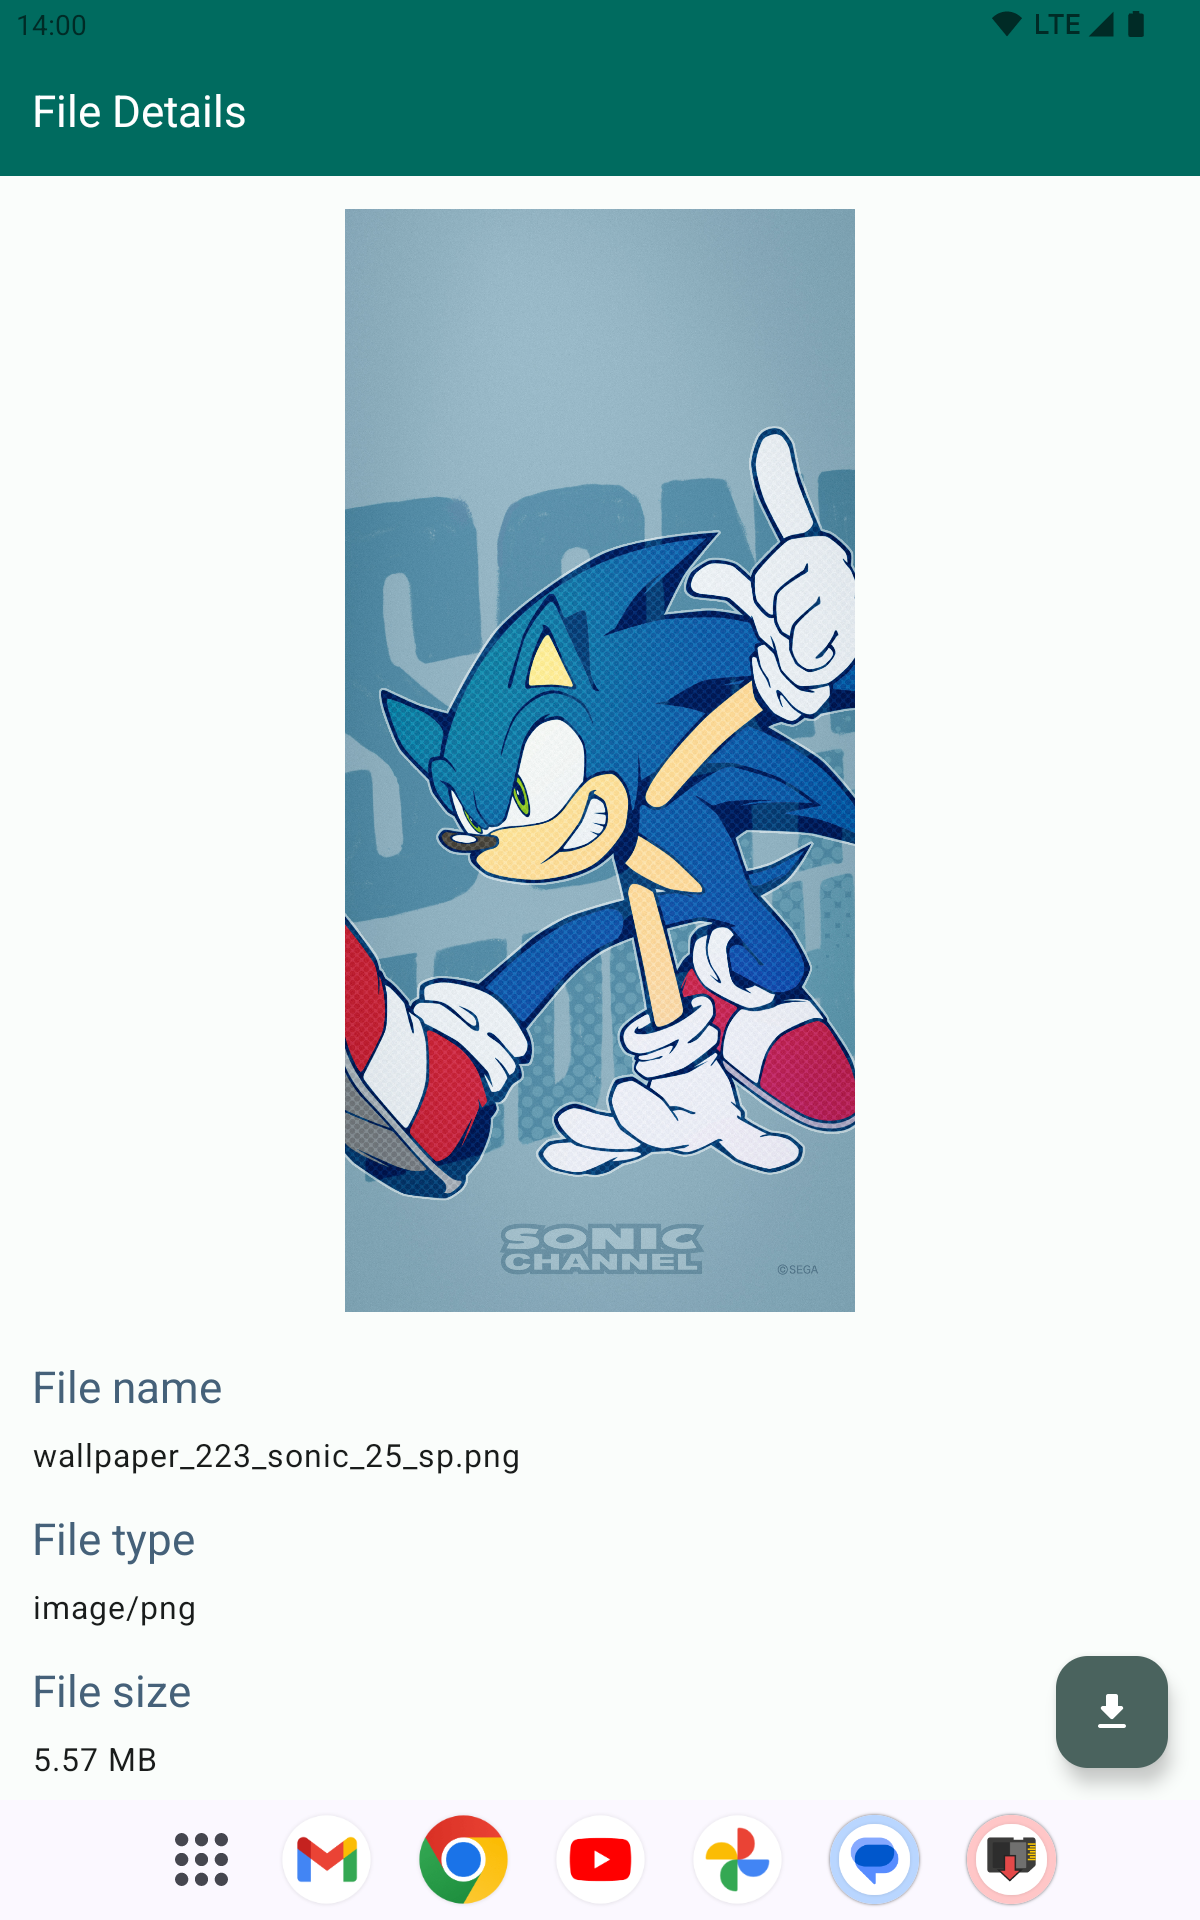 14:00
LTE
File Details
SONIC
CHANNEL
©SEGA
File name
wallpaper_223_sonic_25_sp.png
File type
image/png
File size
5.57 MB